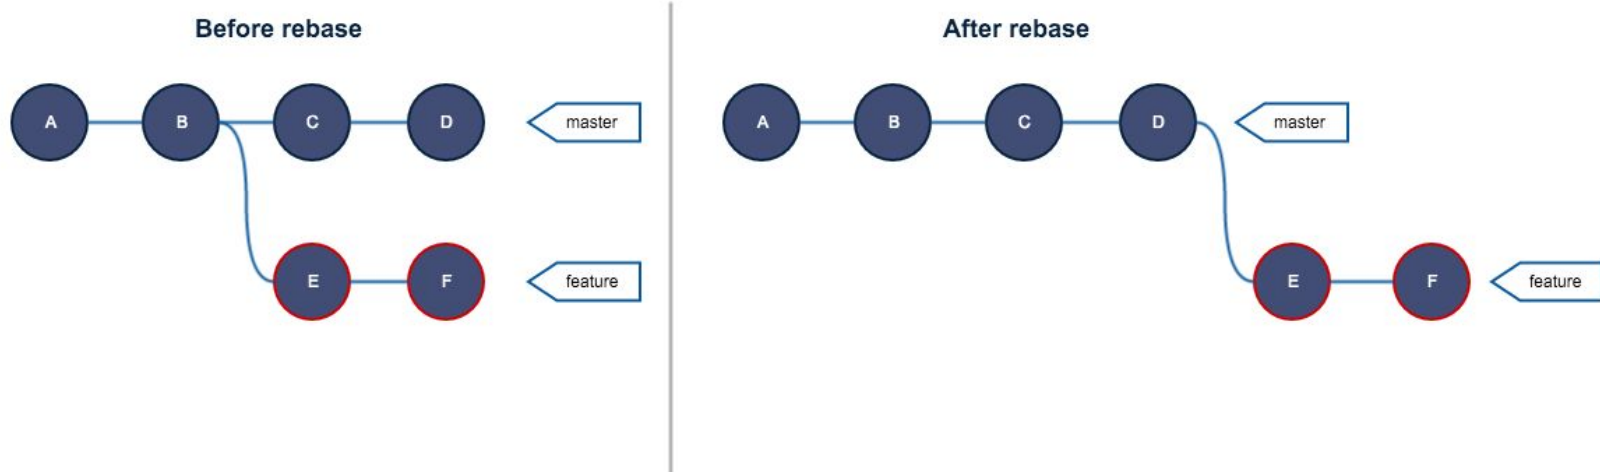 Before rebase
A
B
C
D
master
E
F
feature
After rebase
A
B
C
D
master
E
F
feature